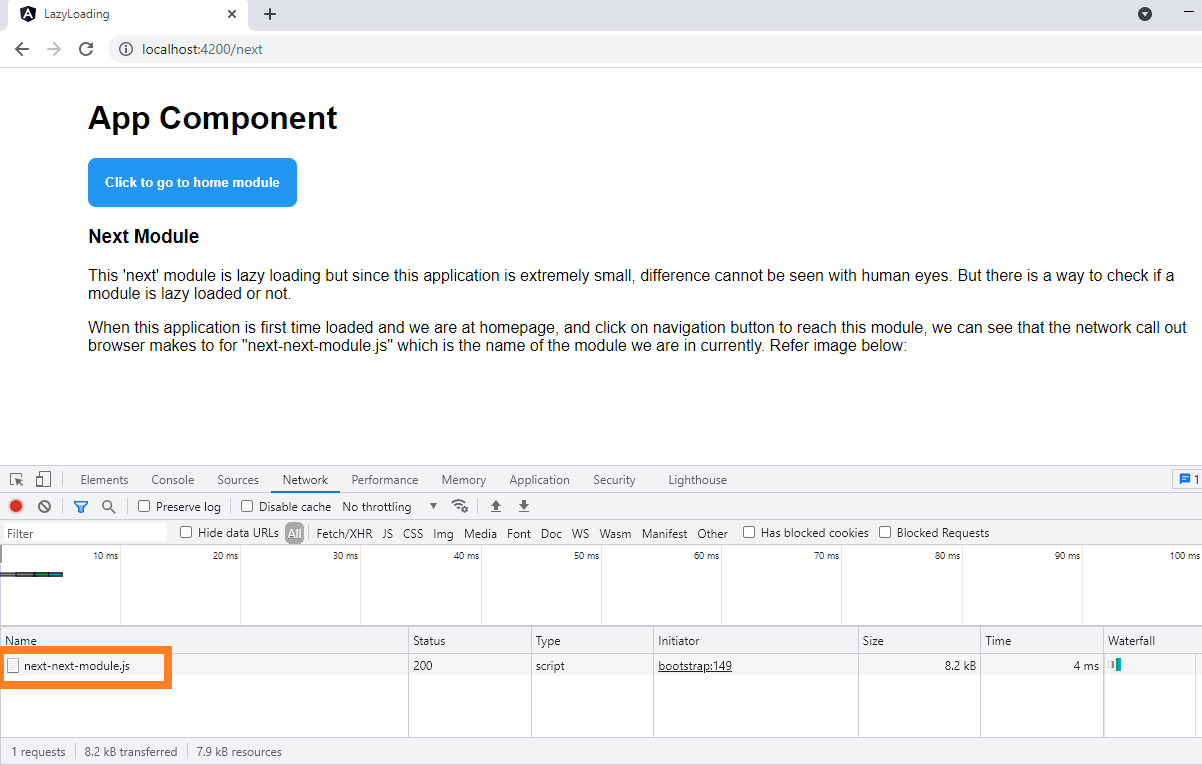 LazyLoading
localhost:4200/next
App Component
Click to go to home module
Next Module
This 'next' module is lazy loading but since this application is extremely small, difference cannot be seen with human eyes. But there is a way to check if a
module is lazy loaded or not.
When this application is first time loaded and we are at homepage, and click on navigation button to reach this module, we can see that the network call out
browser makes to for "next-next-module.js" which is the name of the module we are in currently. Refer image below:
Elements Console Sources Network Performance Memory Application Security Lighthouse 1
Preserve log Disable cache No throttling
Filter Hide data URLs All Fetch/XHR JS CSS Img Media Font Doc WS Wasm Manifest Other Has blocked cookies Blocked Requests
10 ms 20 ms 30 ms 40 ms 50 ms 60 ms 70 ms 80 ms 90 ms 100 ms
Name Status Type Initiator Size Time Waterfall
next-next-module.js 200 script bootstrap:149 8.2 kB 4 ms
1 requests 8.2 kB transferred 7.9 kB resources